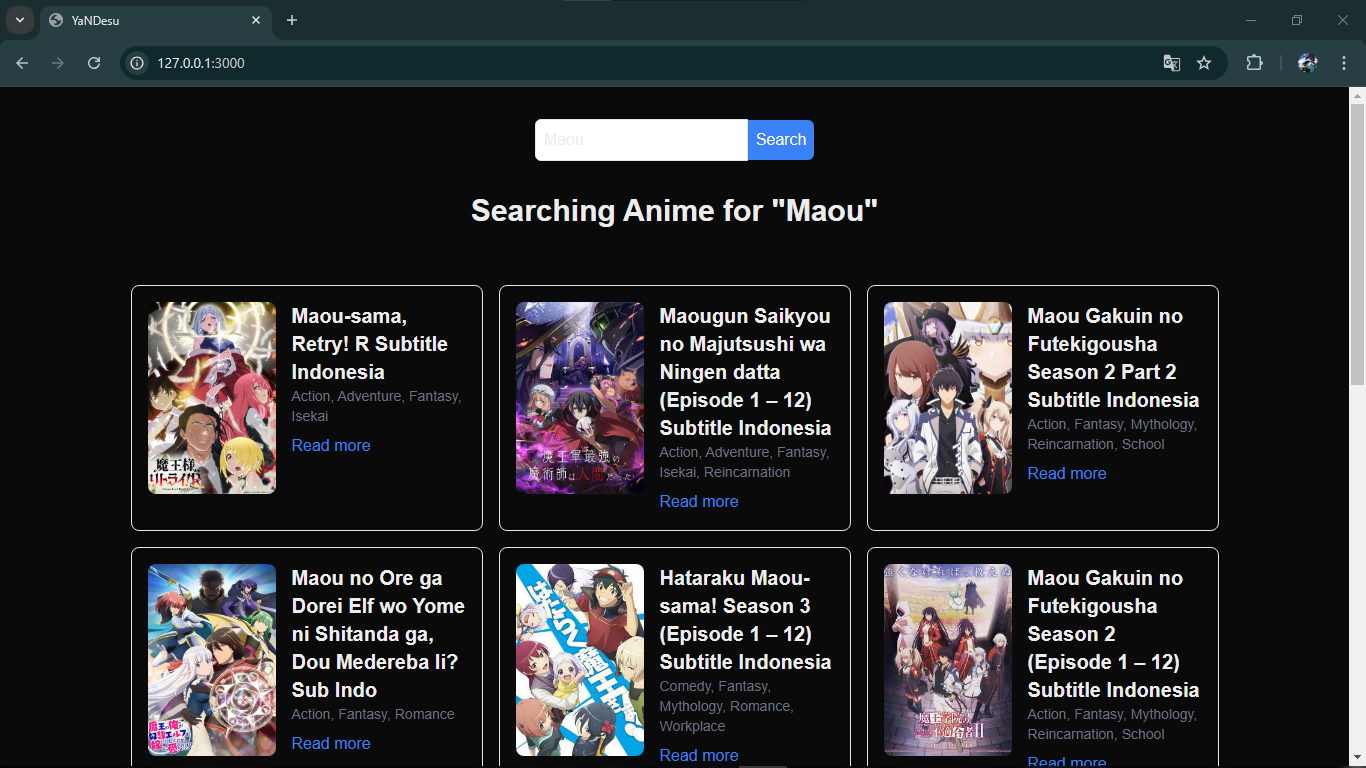 YaNDesu
127.0.0.1:3000
Maou
Search
Searching Anime for "Maou"
Maou-sama,
Retry! R Subtitle
Indonesia
Action, Adventure, Fantasy,
Isekai
Read more
魔王様、
リトライ!R
Maougun Saikyou
no Majutsushi wa
Ningen datta
(Episode 1 – 12)
Subtitle Indonesia
Action, Adventure, Fantasy,
Isekai, Reincarnation
Read more
魔王軍最強の
魔術師は人間だった
Maou Gakuin no
Futekigousha
Season 2 Part 2
Subtitle Indonesia
Action, Fantasy, Mythology,
Reincarnation, School
Read more
Maou no Ore ga
Dorei Elf wo Yome
ni Shitanda ga,
Dou Medereba Ii?
Sub Indo
Action, Fantasy, Romance
Read more
魔王の俺が
奴隷エルフを
嫁にしたんだが、
どう愛でればいい?
Hataraku Maou-
sama! Season 3
(Episode 1 – 12)
Subtitle Indonesia
Comedy, Fantasy,
Mythology, Romance,
Workplace
Read more
はたらく魔王さま!
Maou Gakuin no
Futekigousha
Season 2
(Episode 1 – 12)
Subtitle Indonesia
Action, Fantasy, Mythology,
Reincarnation, School
Read more
強くなければ、救えぬ
魔王学院の
不適合者II